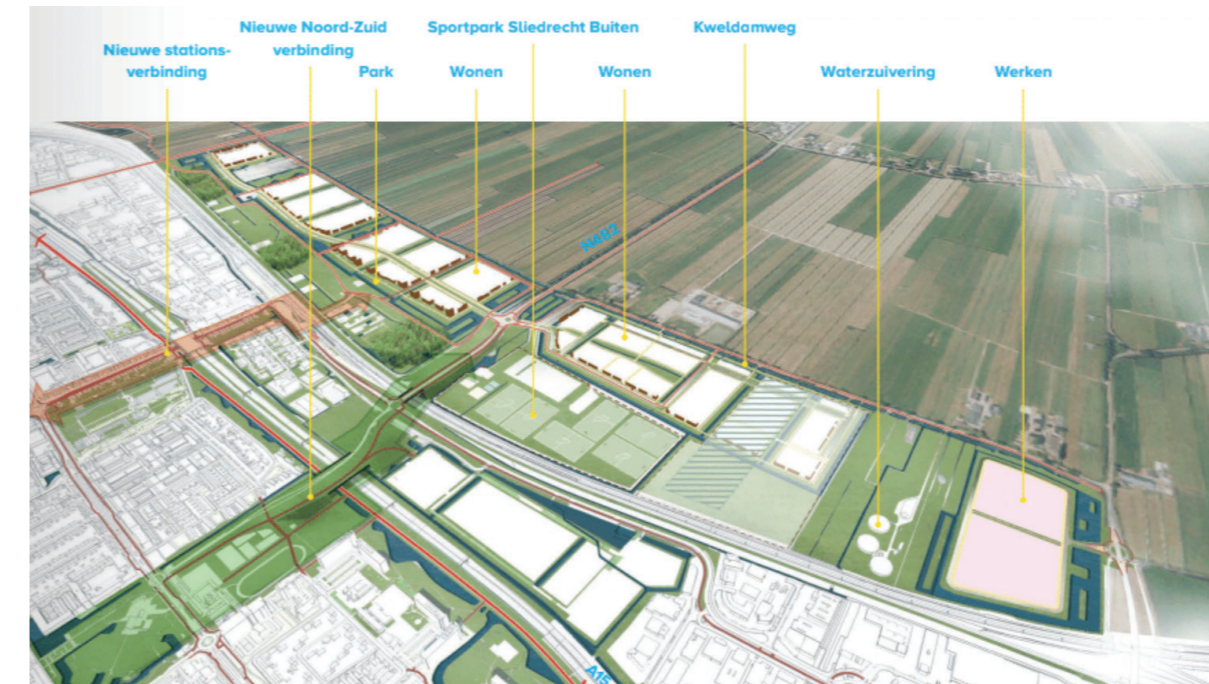 Nieuwe stations-
verbinding
Nieuwe Noord-Zuid
verbinding
Park
Wonen
Sportpark Sliedrecht Buiten
Wonen
Kweldamweg
Waterzuivering
Werken
N482
A15